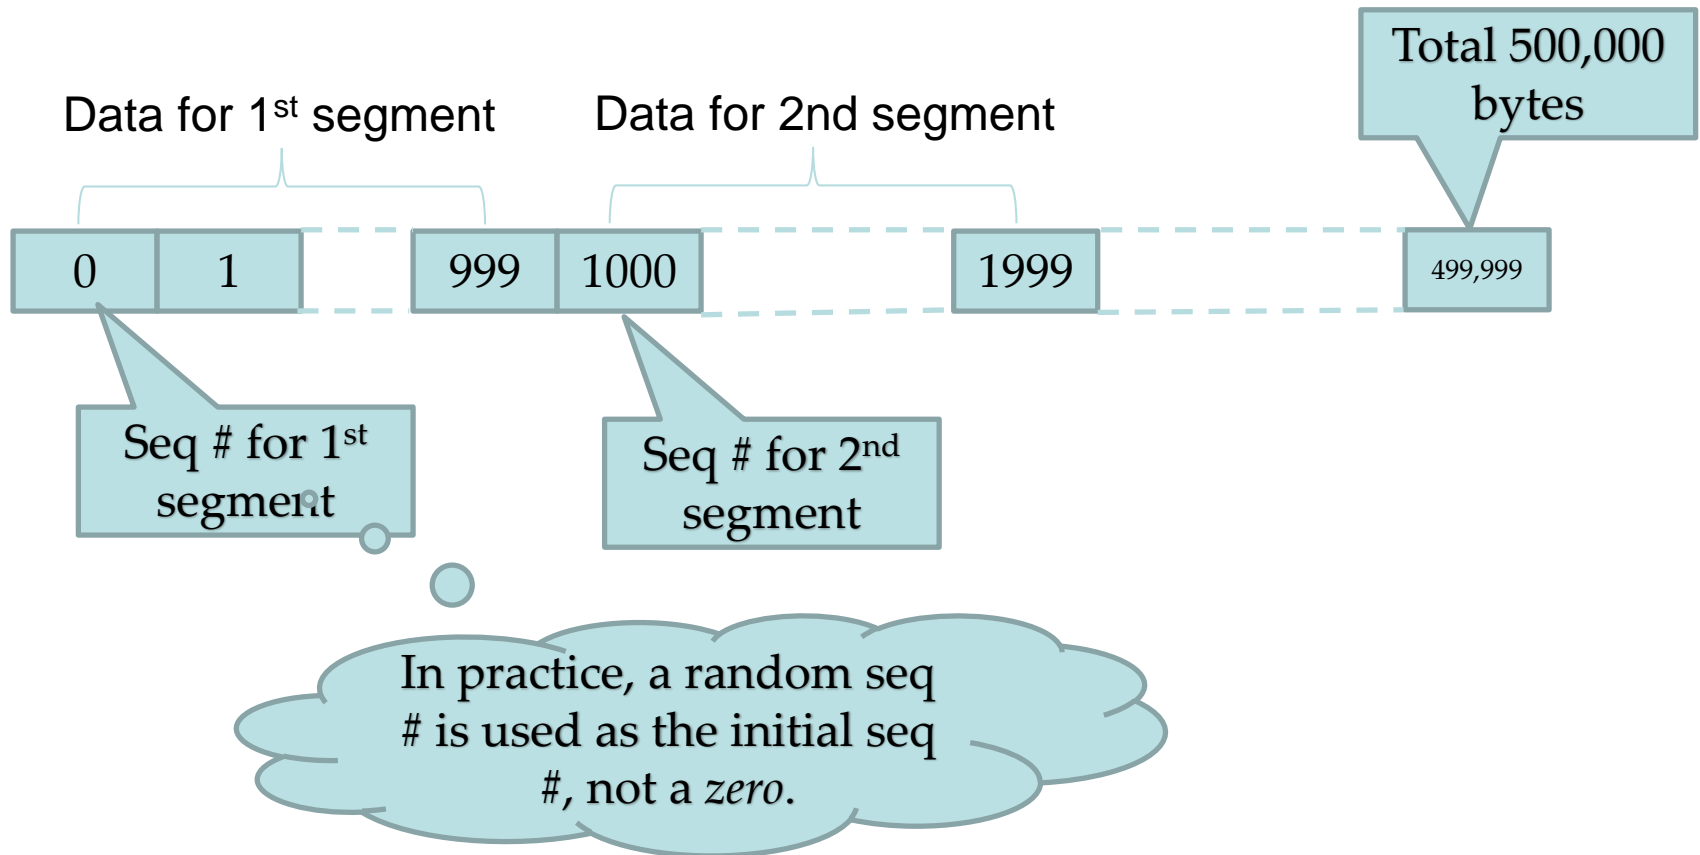 Total 500,000
bytes
Data for 1st segment
Data for 2nd segment
0 1 999 1000 1999 499,999
Seq # for 1st
segment
Seq # for 2nd
segment
In practice, a random seq
# is used as the initial seq
#, not a zero.